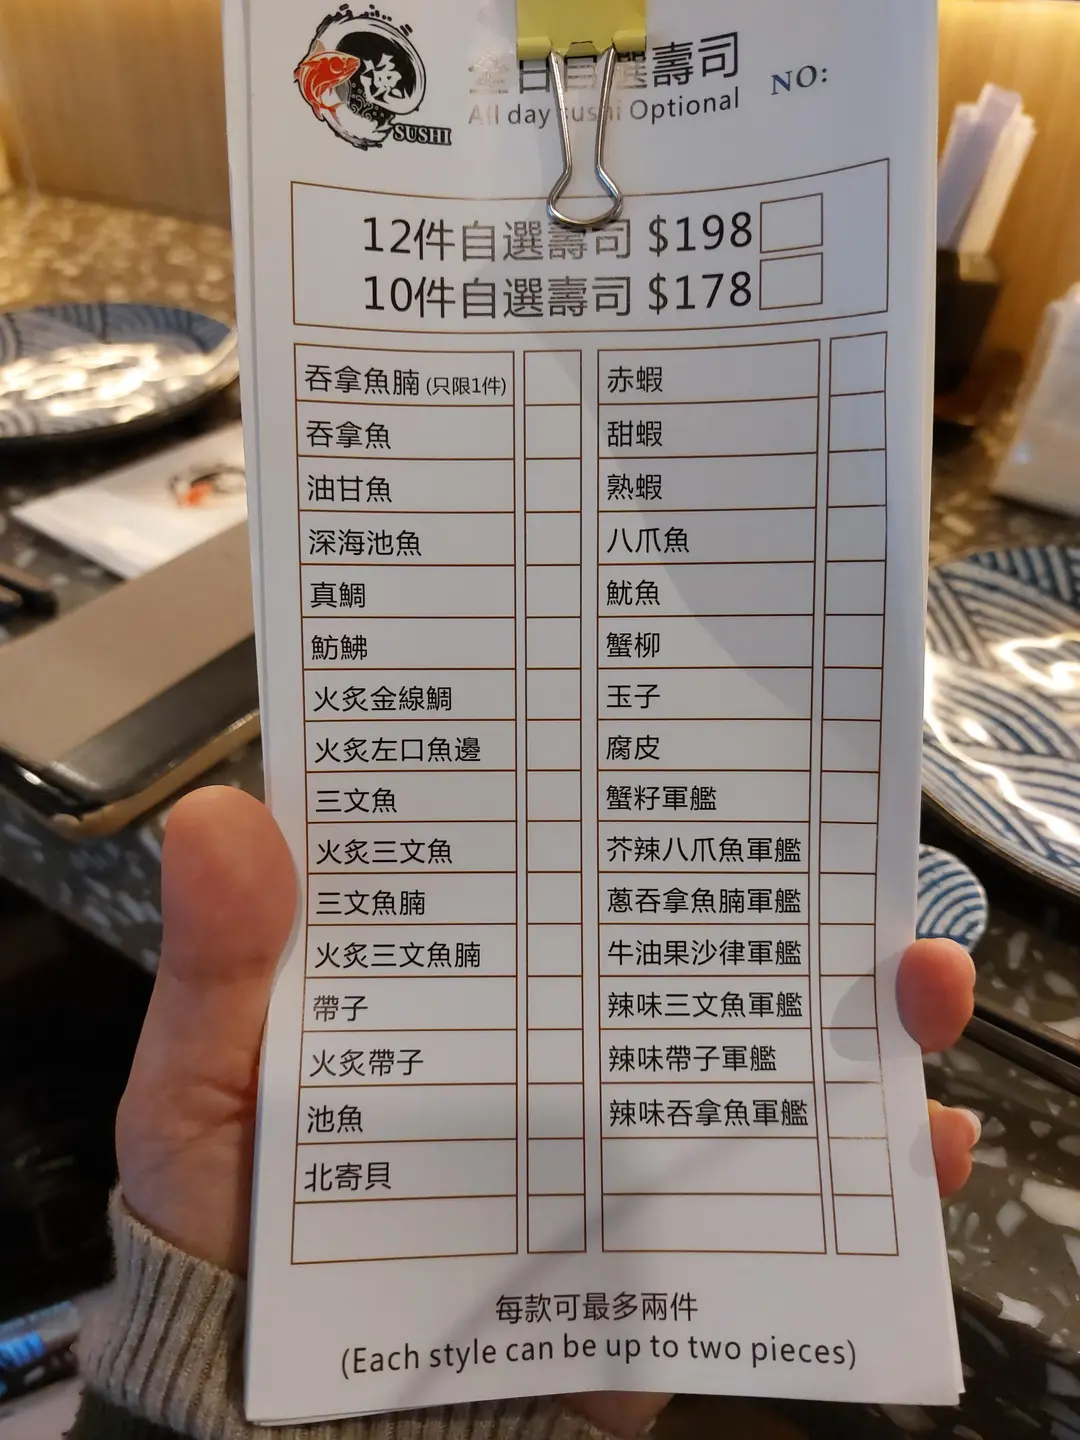 逸
SUSHI
全日自選壽司
All day sushi Optional
NO:
12件自選壽司 $198
10件自選壽司 $178
吞拿魚腩 (只限1件)
吞拿魚
油甘魚
深海池魚
真鯛
魴鮄
火炙金線鯛
火炙左口魚邊
三文魚
火炙三文魚
三文魚腩
火炙三文魚腩
帶子
火炙帶子
池魚
北寄貝
赤蝦
甜蝦
熟蝦
八爪魚
魷魚
蟹柳
玉子
腐皮
蟹籽軍艦
芥辣八爪魚軍艦
蔥吞拿魚腩軍艦
牛油果沙律軍艦
辣味三文魚軍艦
辣味帶子軍艦
辣味吞拿魚軍艦
每款可最多兩件
(Each style can be up to two pieces)